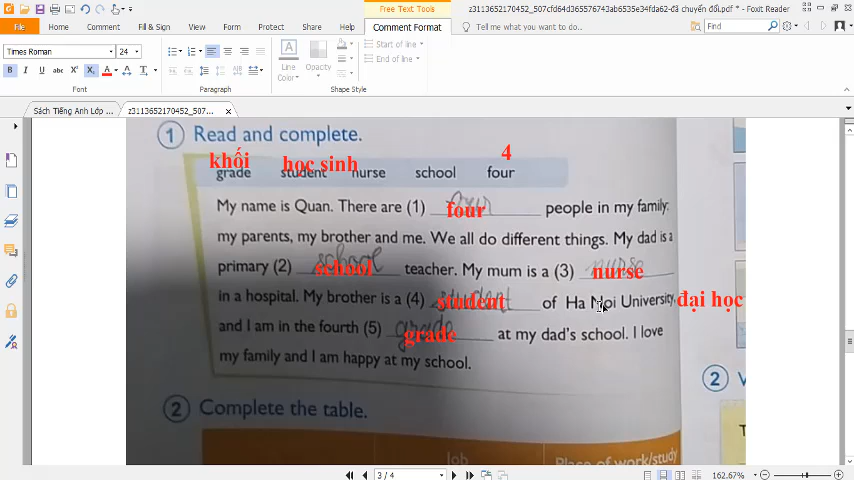 Free Text Tools
z3113652170452_507cfd64d365576743ab6535e34fda62-đã chuyển đổi.pdf * - Foxit Reader
File Home Comment View Form Protect Share Help Comment Format Tell me what you want to do... Find
Times Roman 24
Start of line
End of line
Line Color Opacity
Font Paragraph Shape Style
Sách Tiếng Anh Lớp ... z3113652170452_507... ×
1 Read and complete.
khối học sinh 4
grade student nurse school four
My name is Quan. There are (1) four people in my family:
my parents, my brother and me. We all do different things. My dad is a
primary (2) school teacher. My mum is a (3) nurse
in a hospital. My brother is a (4) student of Ha Noi University đại học
and I am in the fourth (5) grade at my dad's school. I love
my family and I am happy at my school.
2 Complete the table.
2
Job Place of work/study
3 / 4 162.67%